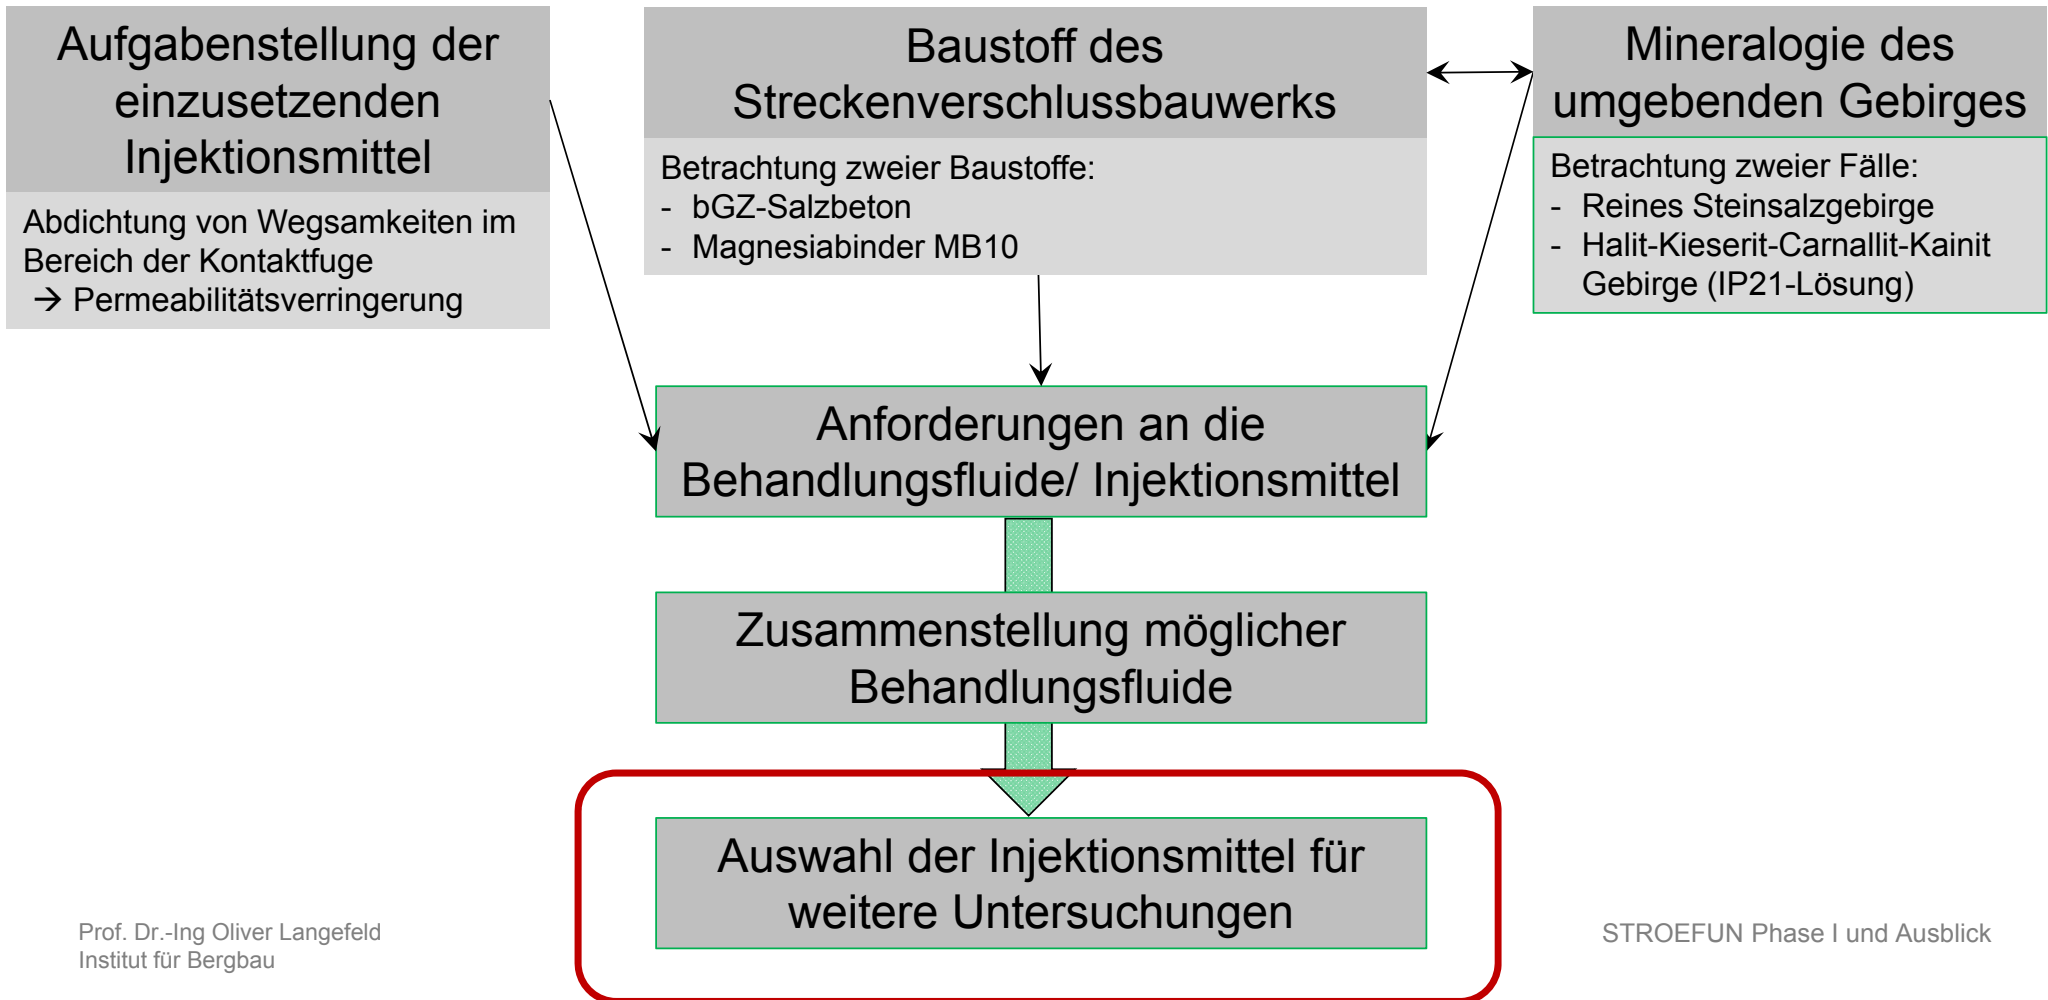 Aufgabenstellung der
einzusetzenden
Injektionsmittel
Abdichtung von Wegsamkeiten im
Bereich der Kontaktfuge
→ Permeabilitätsverringerung
Baustoff des
Streckenverschlussbauwerks
Betrachtung zweier Baustoffe:
- bGZ-Salzbeton
- Magnesiabinder MB10
Mineralogie des
umgebenden Gebirges
Betrachtung zweier Fälle:
- Reines Steinsalzgebirge
- Halit-Kieserit-Carnallit-Kainit
Gebirge (IP21-Lösung)
Anforderungen an die
Behandlungsfluide/ Injektionsmittel
Zusammenstellung möglicher
Behandlungsfluide
Auswahl der Injektionsmittel für
weitere Untersuchungen
Prof. Dr.-Ing Oliver Langefeld
Institut für Bergbau
STROEFUN Phase I und Ausblick